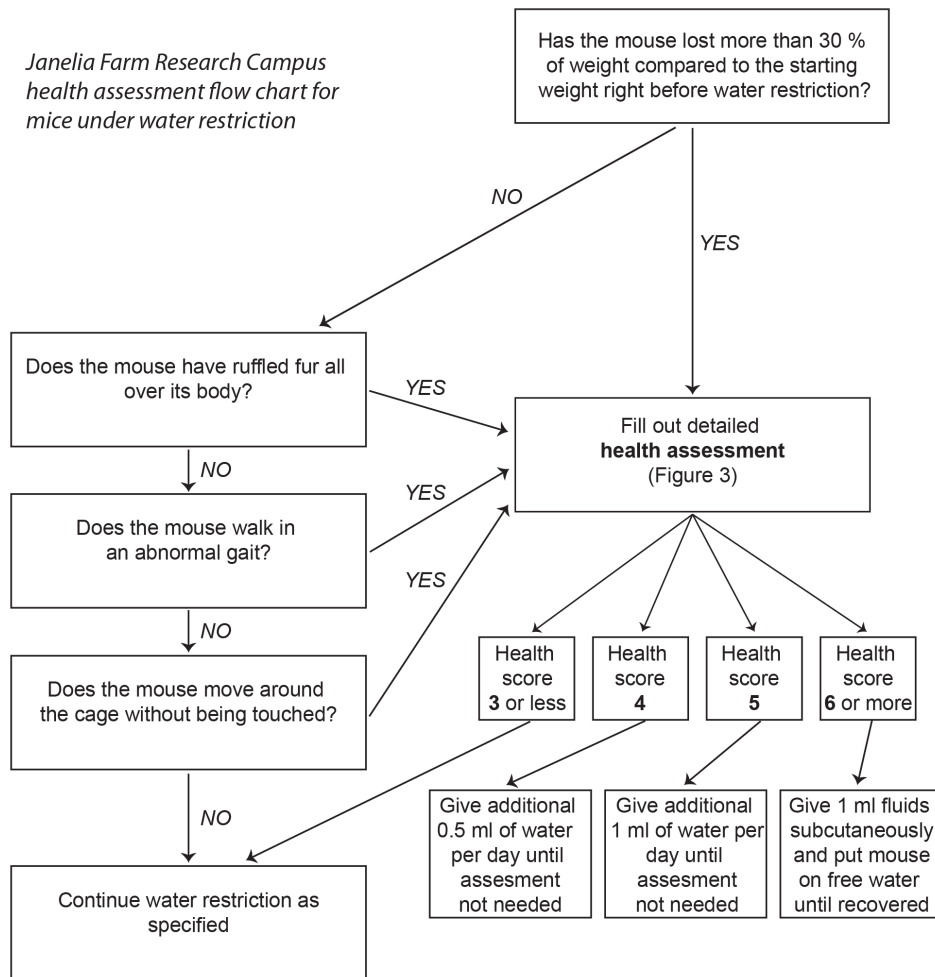 Janelia Farm Research Campus
health assessment flow chart for
mice under water restriction
Has the mouse lost more than 30 %
of weight compared to the starting
weight right before water restriction?
NO
YES
Does the mouse have ruffled fur all
over its body?
YES
NO
Fill out detailed
health assessment
(Figure 3)
Does the mouse walk in
an abnormal gait?
YES
NO
Does the mouse move around
the cage without being touched?
YES
NO
Health
score
3 or less
Health
score
4
Health
score
5
Health
score
6 or more
Continue water restriction as
specified
Give additional
0.5 ml of water
per day until
assesment
not needed
Give additional
1 ml of water per
day until
assesment
not needed
Give 1 ml fluids
subcutaneously
and put mouse
on free water
until recovered